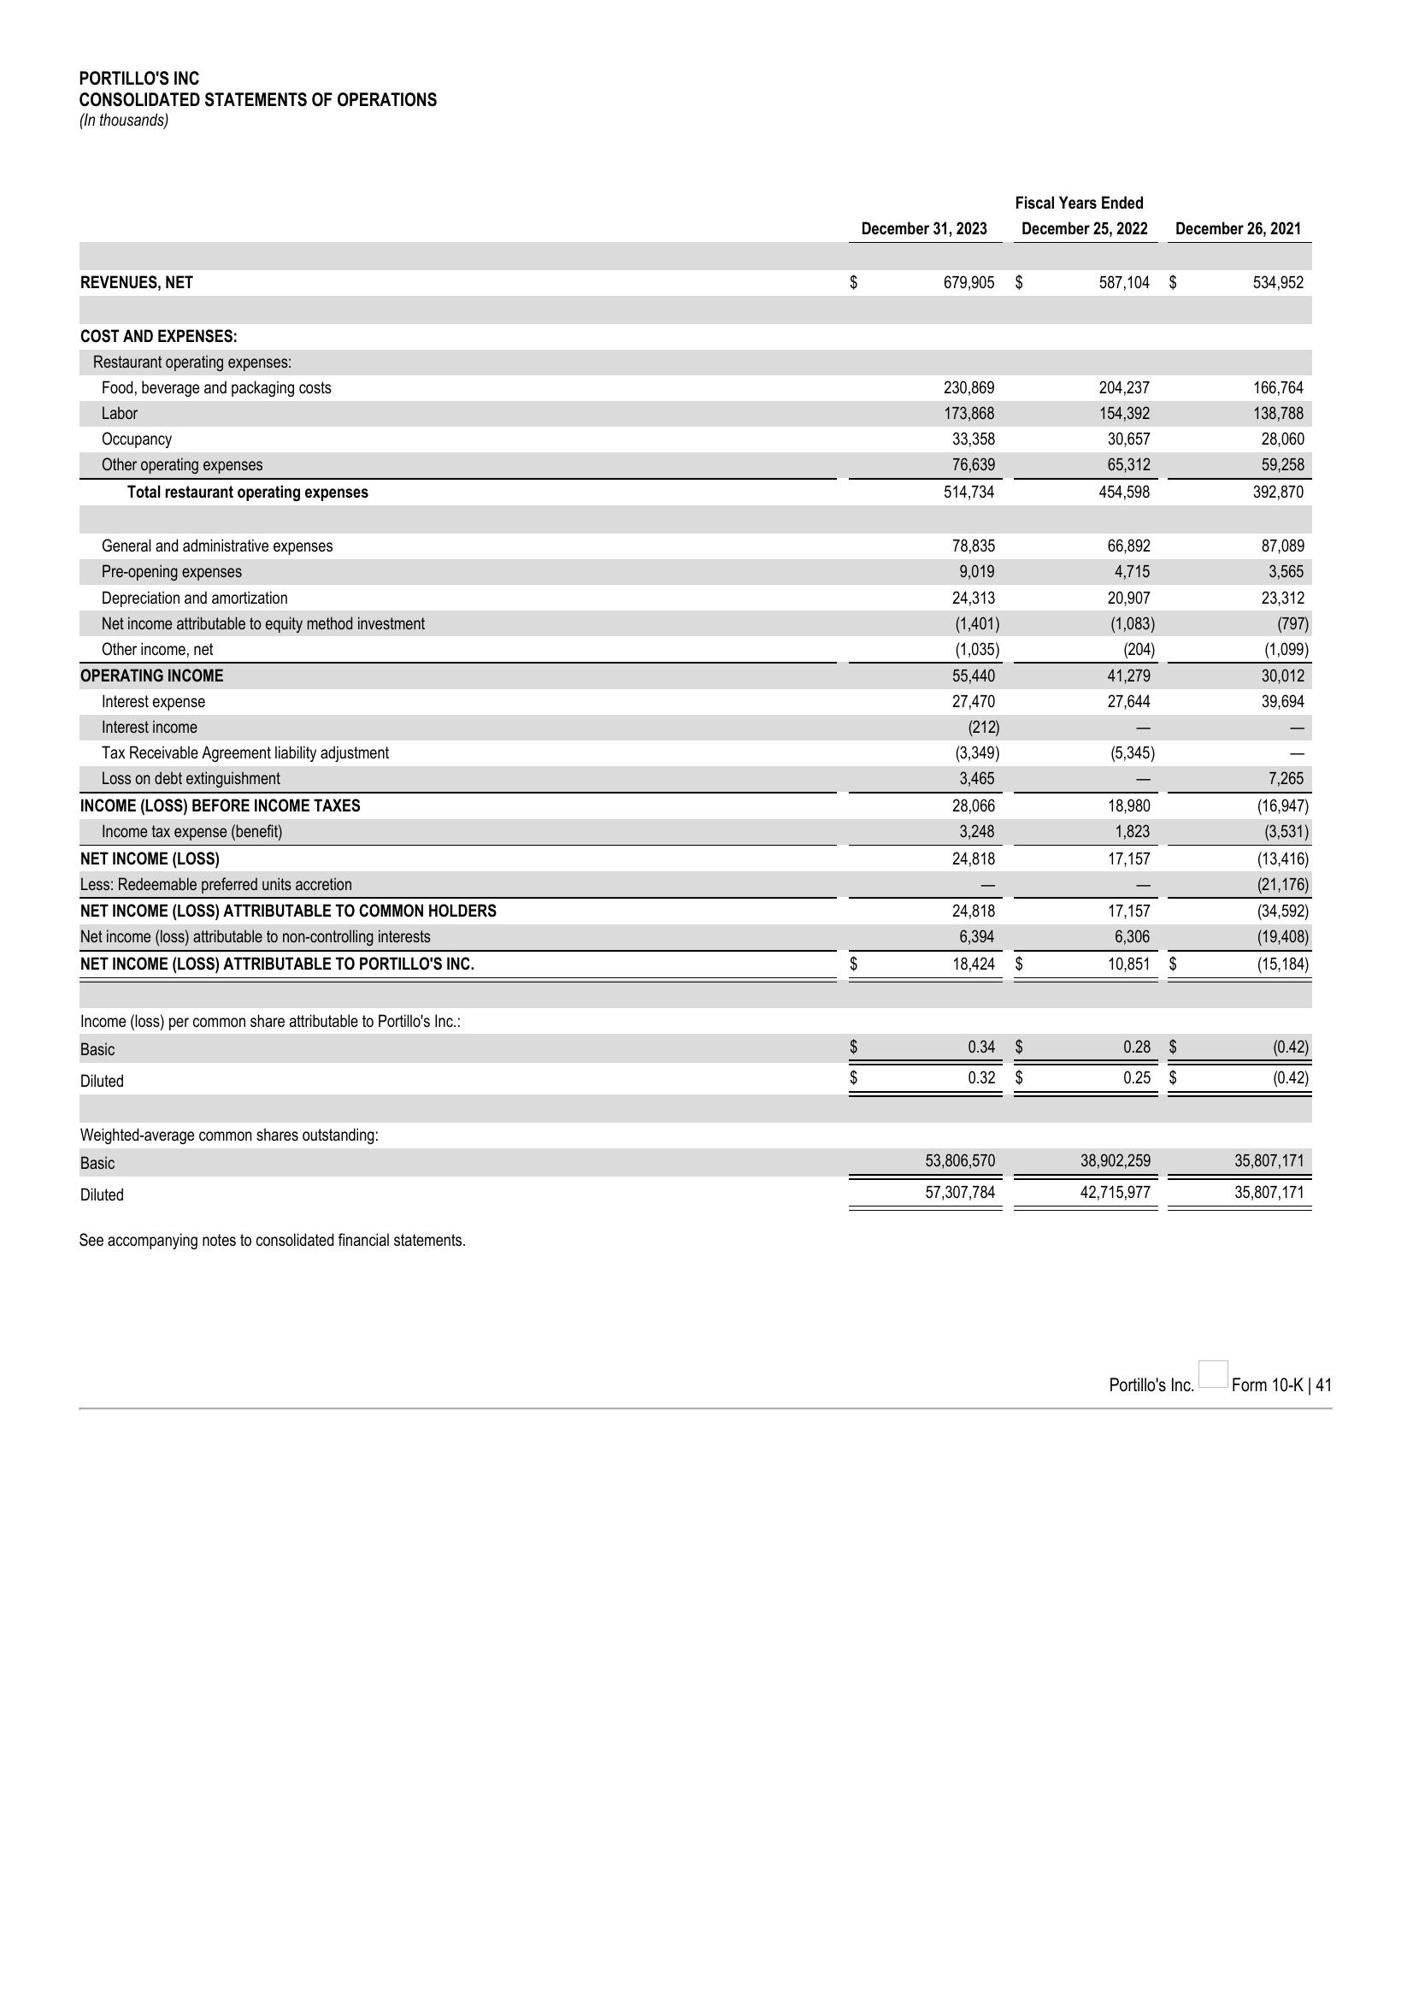 PORTILLO'S INC
CONSOLIDATED STATEMENTS OF OPERATIONS
(In thousands)
Fiscal Years Ended
December 31, 2023 December 25, 2022 December 26, 2021
REVENUES, NET $ 679,905 $ 587,104 $ 534,952
COST AND EXPENSES:
Restaurant operating expenses:
Food, beverage and packaging costs 230,869 204,237 166,764
Labor 173,868 154,392 138,788
Occupancy 33,358 30,657 28,060
Other operating expenses 76,639 65,312 59,258
Total restaurant operating expenses 514,734 454,598 392,870
General and administrative expenses 78,835 66,892 87,089
Pre-opening expenses 9,019 4,715 3,565
Depreciation and amortization 24,313 20,907 23,312
Net income attributable to equity method investment (1,401) (1,083) (797)
Other income, net (1,035) (204) (1,099)
OPERATING INCOME 55,440 41,279 30,012
Interest expense 27,470 27,644 39,694
Interest income (212) — —
Tax Receivable Agreement liability adjustment (3,349) (5,345) —
Loss on debt extinguishment 3,465 — 7,265
INCOME (LOSS) BEFORE INCOME TAXES 28,066 18,980 (16,947)
Income tax expense (benefit) 3,248 1,823 (3,531)
NET INCOME (LOSS) 24,818 17,157 (13,416)
Less: Redeemable preferred units accretion — — (21,176)
NET INCOME (LOSS) ATTRIBUTABLE TO COMMON HOLDERS 24,818 17,157 (34,592)
Net income (loss) attributable to non-controlling interests 6,394 6,306 (19,408)
NET INCOME (LOSS) ATTRIBUTABLE TO PORTILLO'S INC. $ 18,424 $ 10,851 $ (15,184)
Income (loss) per common share attributable to Portillo's Inc.:
Basic $ 0.34 $ 0.28 $ (0.42)
Diluted $ 0.32 $ 0.25 $ (0.42)
Weighted-average common shares outstanding:
Basic 53,806,570 38,902,259 35,807,171
Diluted 57,307,784 42,715,977 35,807,171
See accompanying notes to consolidated financial statements.
Portillo's Inc. Form 10-K | 41